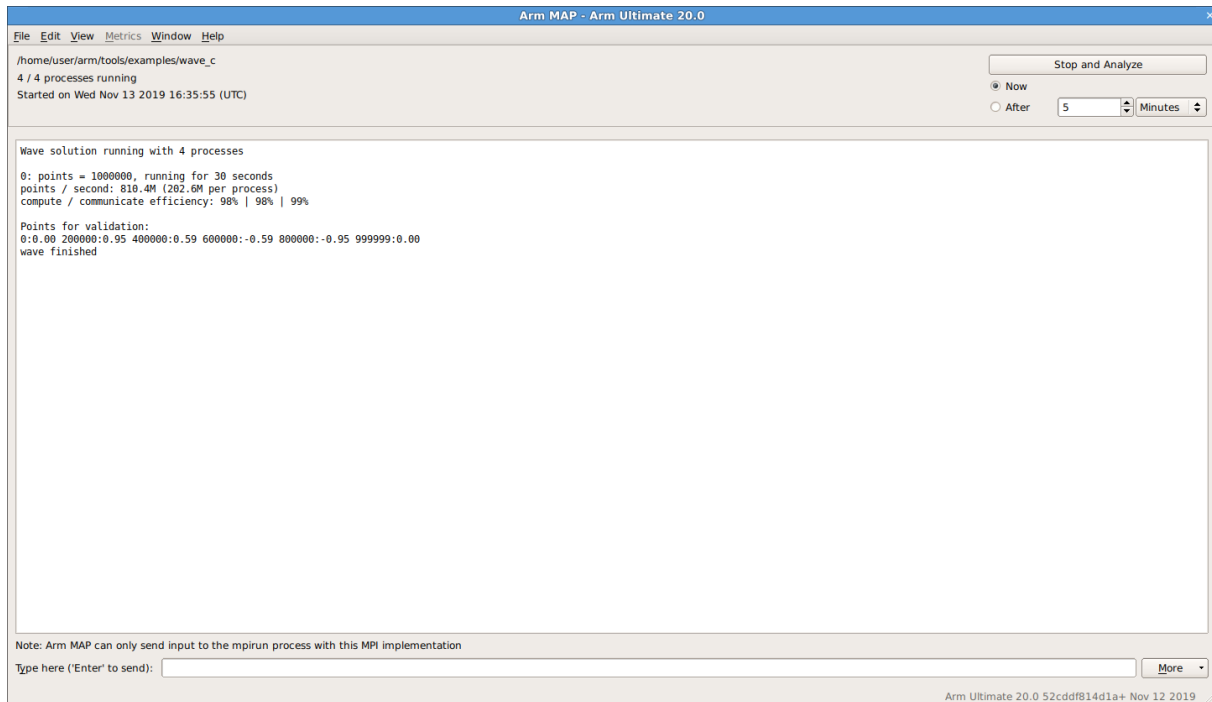 Arm MAP - Arm Ultimate 20.0
File Edit View Metrics Window Help
/home/user/arm/tools/examples/wave_c
4 / 4 processes running
Started on Wed Nov 13 2019 16:35:55 (UTC)
Stop and Analyze
Now
After 5 Minutes
Wave solution running with 4 processes
0: points = 1000000, running for 30 seconds
points / second: 810.4M (202.6M per process)
compute / communicate efficiency: 98% | 98% | 99%
Points for validation:
0:0.00 200000:0.95 400000:0.59 600000:-0.59 800000:-0.95 999999:0.00
wave finished
Note: Arm MAP can only send input to the mpirun process with this MPI implementation
Type here ('Enter' to send):
More
Arm Ultimate 20.0 52cddf814d1a+ Nov 12 2019